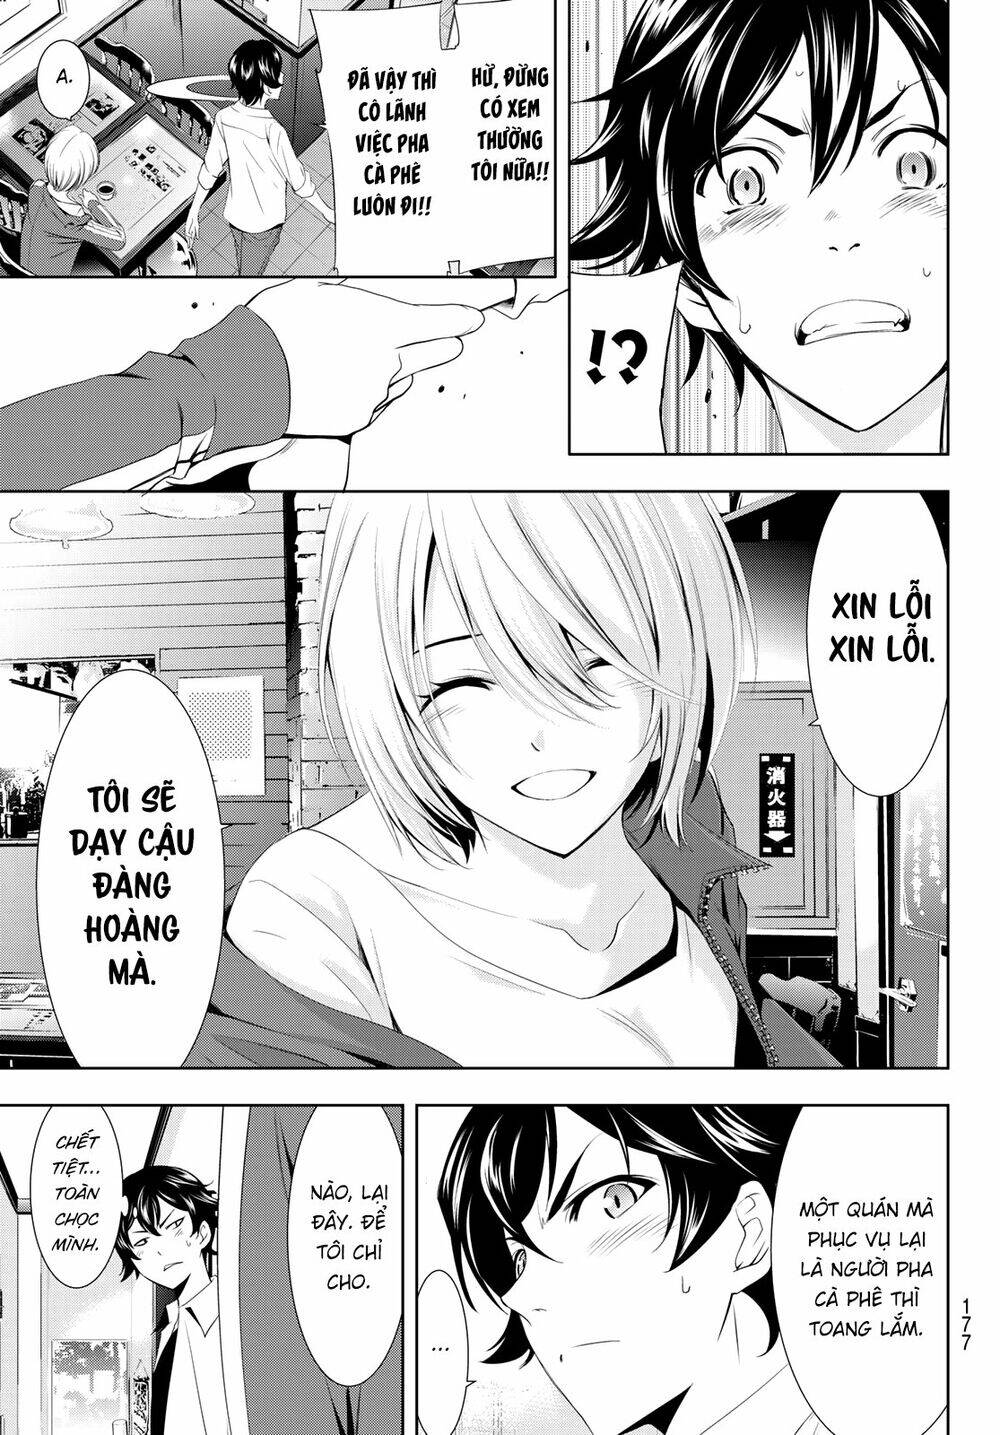 !?
HỪ, ĐỪNG
CÓ XEM
THƯỜNG
TÔI NỮA!!
ĐÃ VẬY THÌ
CÔ LÃNH
VIỆC PHA
CÀ PHÊ
LUÔN ĐI!!
A.
XIN LỖI
XIN LỖI.
消火器
TÔI SẼ
DẠY CẬU
ĐÀNG
HOÀNG
MÀ.
MỘT QUÁN MÀ
PHỤC VỤ LẠI
LÀ NGƯỜI PHA
CÀ PHÊ THÌ
TOANG LẮM.
...
NÀO, LẠI
ĐÂY. ĐỂ
TÔI CHỈ
CHO.
CHẾT
TIỆT...
TOÀN
CHỌC
MÌNH.
177